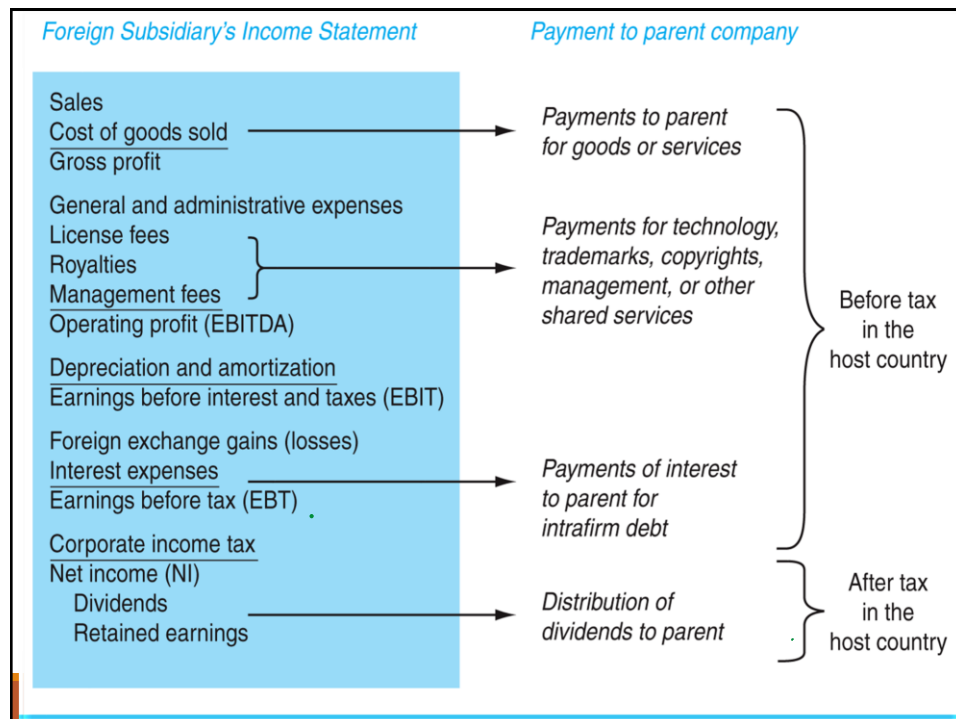 Foreign Subsidiary's Income Statement
Payment to parent company
Sales
Cost of goods sold
Gross profit
General and administrative expenses
License fees
Royalties
Management fees
Operating profit (EBITDA)
Depreciation and amortization
Earnings before interest and taxes (EBIT)
Foreign exchange gains (losses)
Interest expenses
Earnings before tax (EBT)
Corporate income tax
Net income (NI)
Dividends
Retained earnings
Payments to parent
for goods or services
Payments for technology,
trademarks, copyrights,
management, or other
shared services
Payments of interest
to parent for
intrafirm debt
Distribution of
dividends to parent
Before tax
in the
host country
After tax
in the
host country